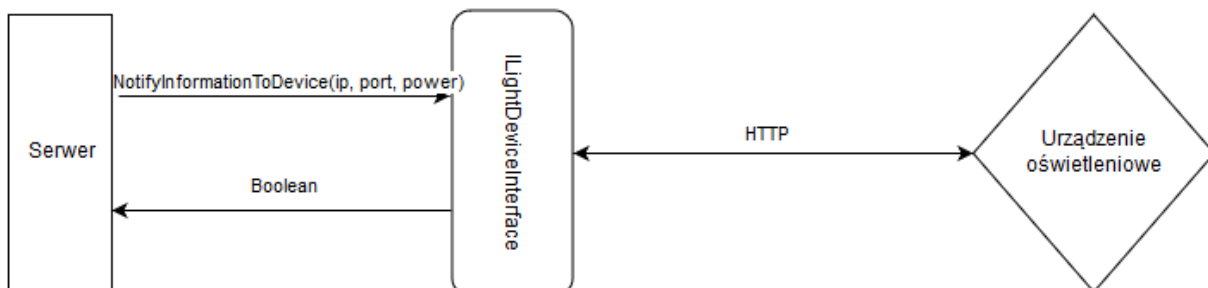 Serwer
NotifyInformationToDevice(ip, port, power)
Boolean
ILightDeviceInterface
HTTP
Urządzenie
oświetleniowe